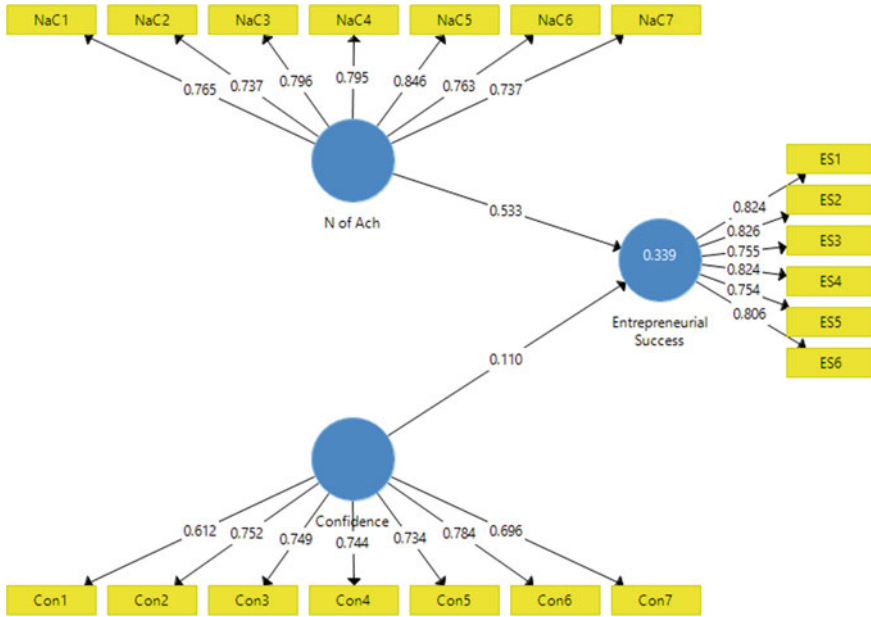 NaC1 NaC2 NaC3 NaC4 NaC5 NaC6 NaC7
0.765 0.737 0.796 0.795 0.846 0.763 0.737
N of Ach
0.533
ES1
0.824
ES2
0.826
ES3
0.755
0.339
0.824
ES4
0.754
ES5
0.806
ES6
Entrepreneurial
Success
0.110
Confidence
0.612 0.752 0.749 0.744 0.734 0.784 0.696
Con1 Con2 Con3 Con4 Con5 Con6 Con7